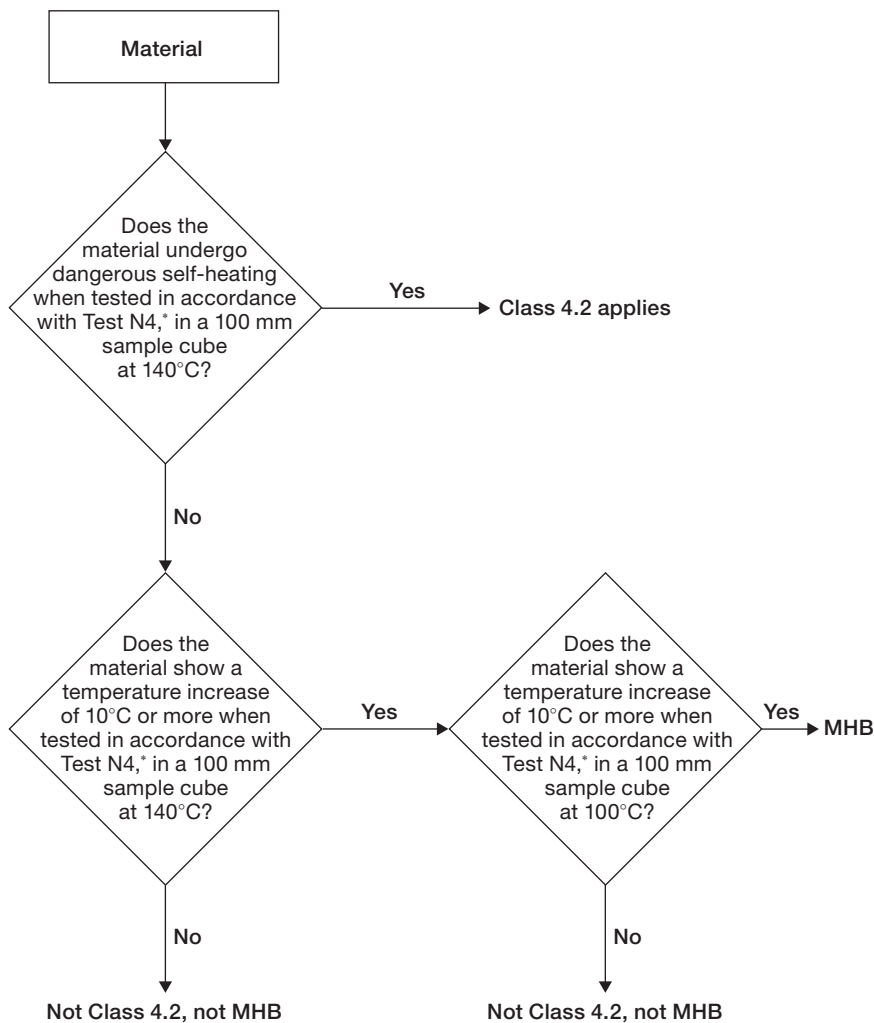 Material
Does the
material undergo
dangerous self-heating
when tested in accordance
with Test N4,* in a 100 mm
sample cube
at 140°C?
Yes
Class 4.2 applies
No
Does the
material show a
temperature increase
of 10°C or more when
tested in accordance with
Test N4,* in a 100 mm
sample cube
at 140°C?
Yes
Does the
material show a
temperature increase
of 10°C or more when
tested in accordance with
Test N4,* in a 100 mm
sample cube
at 100°C?
Yes
MHB
No
No
Not Class 4.2, not MHB
Not Class 4.2, not MHB